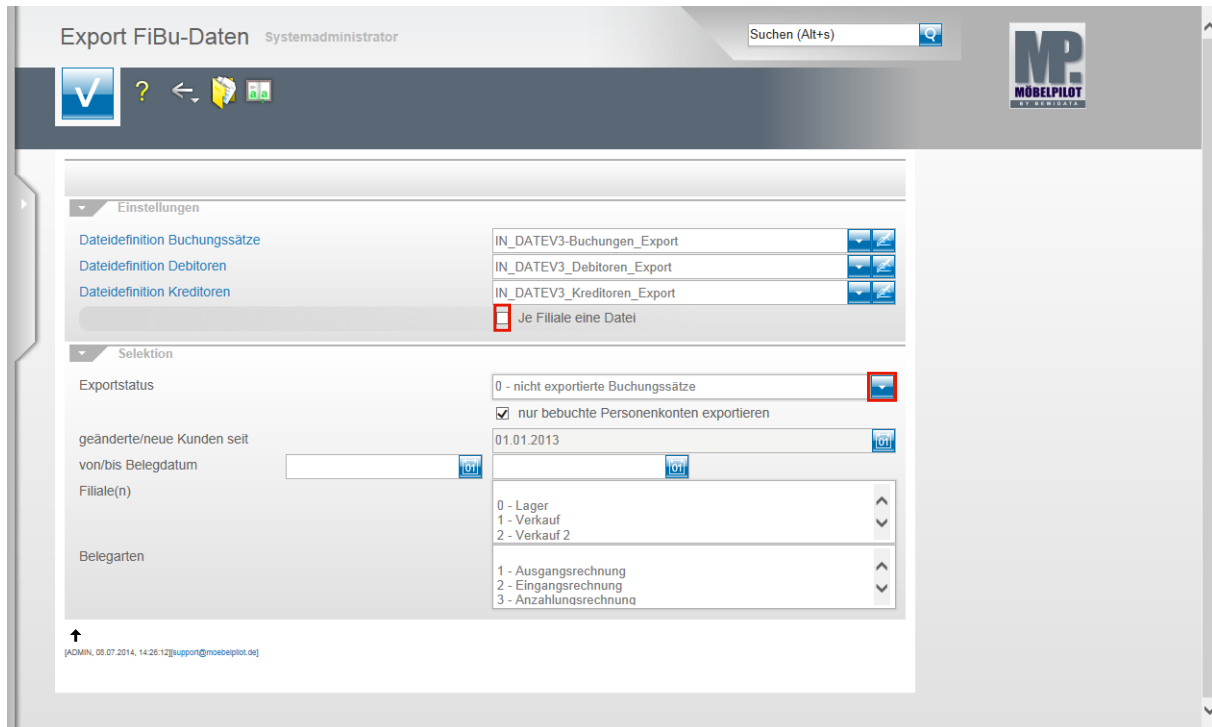 Export FiBu-Daten Systemadministrator
Suchen (Alt+s)
MP.
MÖBELPILOT
BY BEWIDATA
?
Einstellungen
Dateidefinition Buchungssätze IN_DATEV3-Buchungen_Export
Dateidefinition Debitoren IN_DATEV3_Debitoren_Export
Dateidefinition Kreditoren IN_DATEV3_Kreditoren_Export
Je Filiale eine Datei
Selektion
Exportstatus 0 - nicht exportierte Buchungssätze
nur bebuchte Personenkonten exportieren
geänderte/neue Kunden seit 01.01.2013
von/bis Belegdatum
Filiale(n)
0 - Lager
1 - Verkauf
2 - Verkauf 2
Belegarten
1 - Ausgangsrechnung
2 - Eingangsrechnung
3 - Anzahlungsrechnung
[ADMIN, 08.07.2014, 14:26:12][support@moebelpilot.de]